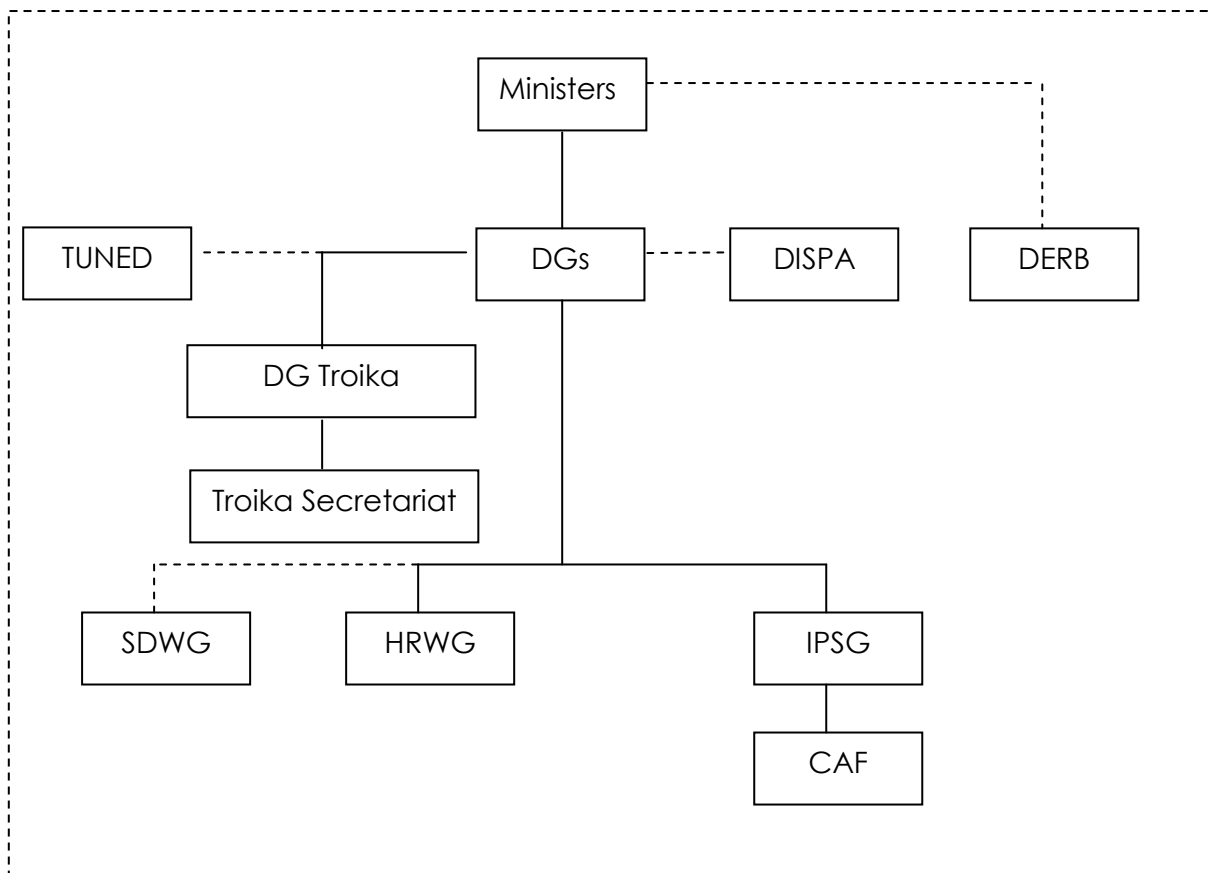 Ministers
TUNED
DGs
DISPA
DERB
DG Troika
Troika Secretariat
SDWG
HRWG
IPSG
CAF